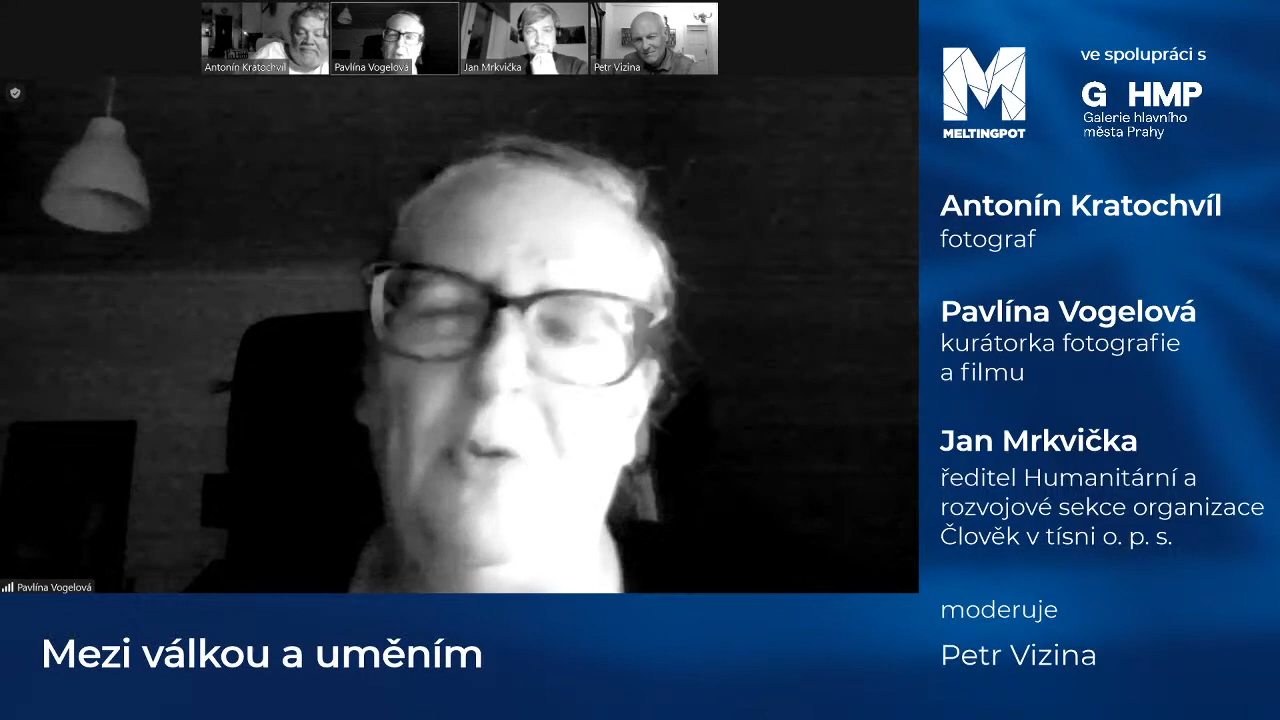 Antonín Kratochvíl
Pavlína Vogelová
Jan Mrkvička
Petr Vizina
Pavlína Vogelová
Mezi válkou a uměním
MELTINGPOT
ve spolupráci s
G HMP
Galerie hlavního
města Prahy
Antonín Kratochvíl
fotograf
Pavlína Vogelová
kurátorka fotografie
a filmu
Jan Mrkvička
ředitel Humanitární a
rozvojové sekce organizace
Člověk v tísni o. p. s.
moderuje
Petr Vizina